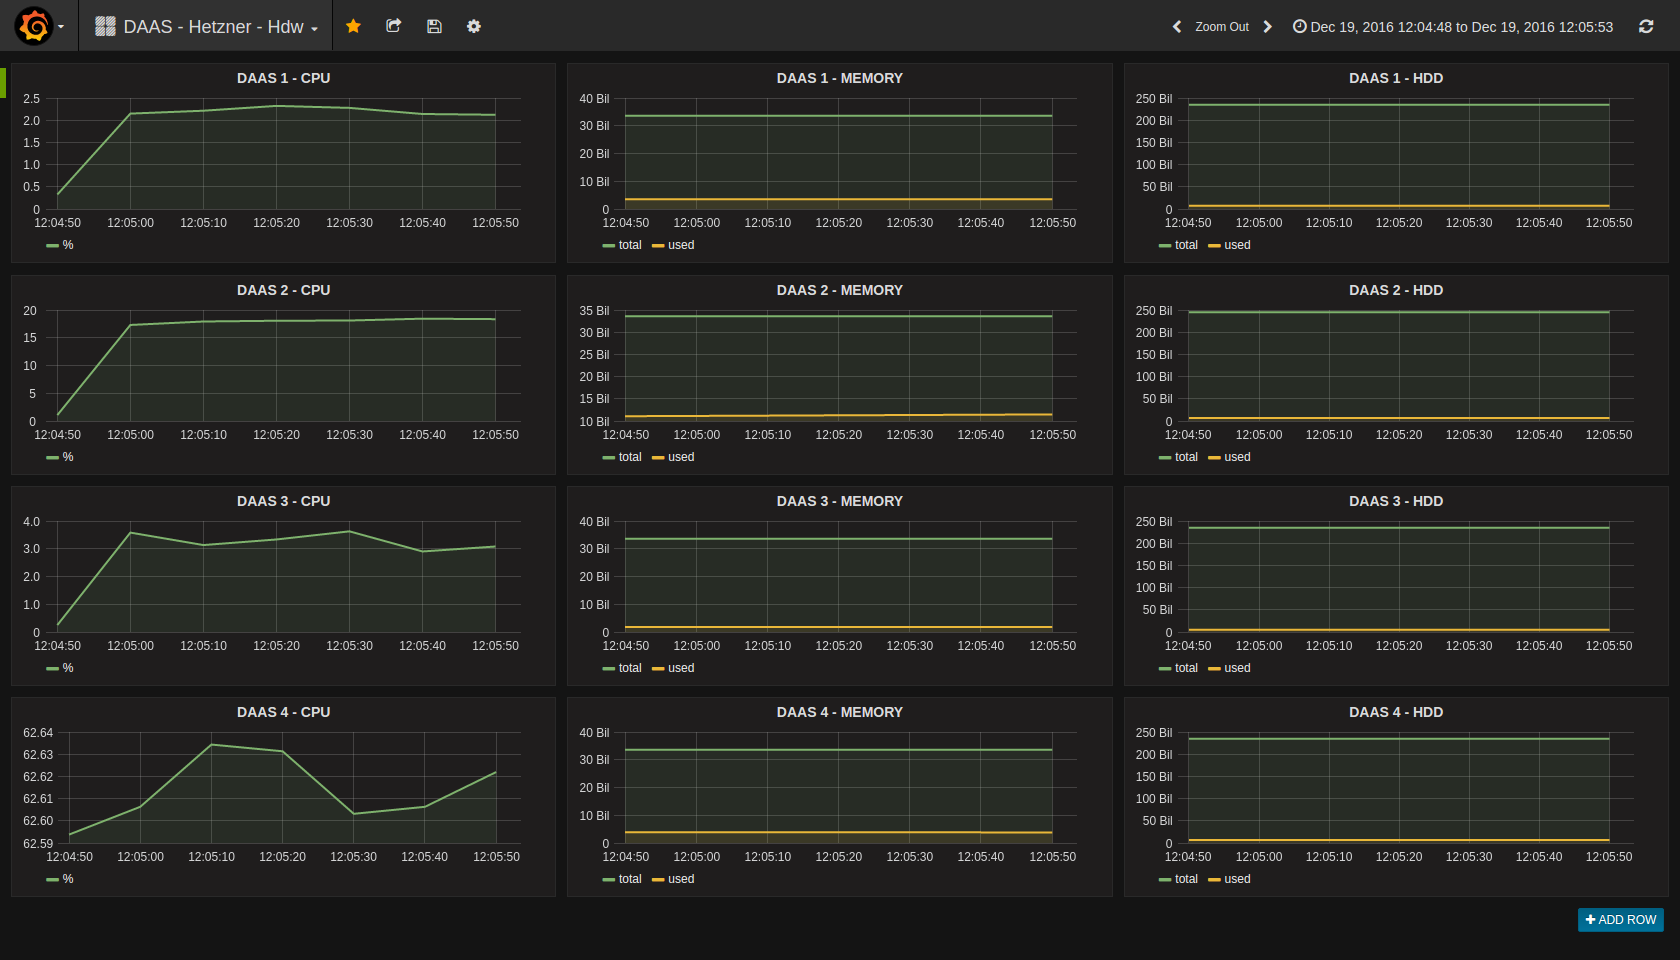 DAAS - Hetzner - Hdw
Zoom Out
Dec 19, 2016 12:04:48 to Dec 19, 2016 12:05:53
DAAS 1 - CPU
2.5
2.0
1.5
1.0
0.5
0
12:04:50 12:05:00 12:05:10 12:05:20 12:05:30 12:05:40 12:05:50
%
DAAS 1 - MEMORY
40 Bil
30 Bil
20 Bil
10 Bil
0
12:04:50 12:05:00 12:05:10 12:05:20 12:05:30 12:05:40 12:05:50
total used
DAAS 1 - HDD
250 Bil
200 Bil
150 Bil
100 Bil
50 Bil
0
12:04:50 12:05:00 12:05:10 12:05:20 12:05:30 12:05:40 12:05:50
total used
DAAS 2 - CPU
20
15
10
5
0
12:04:50 12:05:00 12:05:10 12:05:20 12:05:30 12:05:40 12:05:50
%
DAAS 2 - MEMORY
35 Bil
30 Bil
25 Bil
20 Bil
15 Bil
10 Bil
12:04:50 12:05:00 12:05:10 12:05:20 12:05:30 12:05:40 12:05:50
total used
DAAS 2 - HDD
250 Bil
200 Bil
150 Bil
100 Bil
50 Bil
0
12:04:50 12:05:00 12:05:10 12:05:20 12:05:30 12:05:40 12:05:50
total used
DAAS 3 - CPU
4.0
3.0
2.0
1.0
0
12:04:50 12:05:00 12:05:10 12:05:20 12:05:30 12:05:40 12:05:50
%
DAAS 3 - MEMORY
40 Bil
30 Bil
20 Bil
10 Bil
0
12:04:50 12:05:00 12:05:10 12:05:20 12:05:30 12:05:40 12:05:50
total used
DAAS 3 - HDD
250 Bil
200 Bil
150 Bil
100 Bil
50 Bil
0
12:04:50 12:05:00 12:05:10 12:05:20 12:05:30 12:05:40 12:05:50
total used
DAAS 4 - CPU
62.64
62.63
62.62
62.61
62.60
62.59
12:04:50 12:05:00 12:05:10 12:05:20 12:05:30 12:05:40 12:05:50
%
DAAS 4 - MEMORY
40 Bil
30 Bil
20 Bil
10 Bil
0
12:04:50 12:05:00 12:05:10 12:05:20 12:05:30 12:05:40 12:05:50
total used
DAAS 4 - HDD
250 Bil
200 Bil
150 Bil
100 Bil
50 Bil
0
12:04:50 12:05:00 12:05:10 12:05:20 12:05:30 12:05:40 12:05:50
total used
ADD ROW